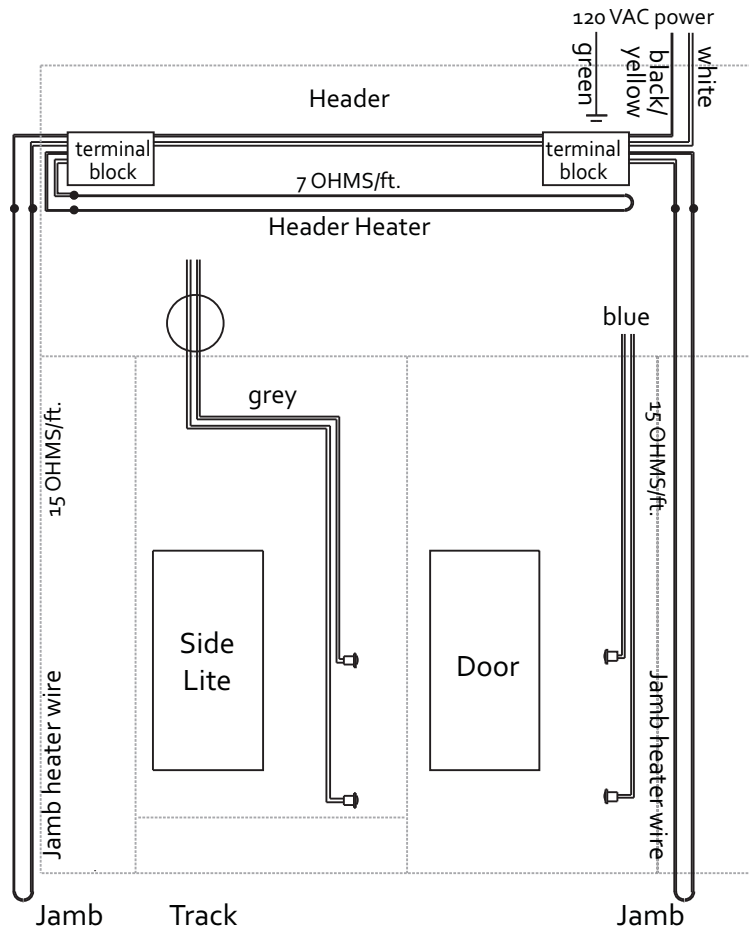 120 VAC power
green
black/
yellow
white
Header
terminal
block
terminal
block
7 OHMS/ft.
Header Heater
blue
grey
15 OHMS/ft.
15 OHMS/ft.
Side
Lite
Door
Jamb heater wire
Jamb heater wire
Jamb
Track
Jamb